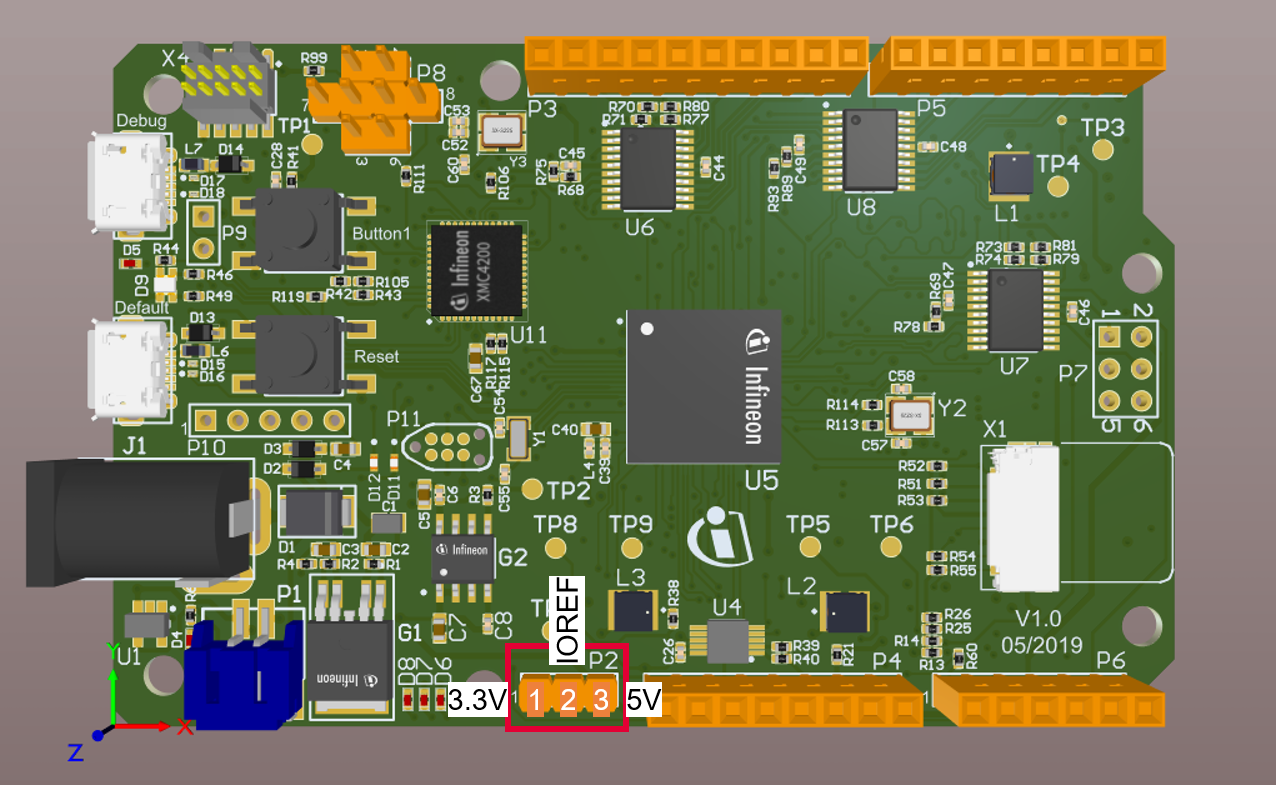 X4
R99
P8
7
8
3
6
TP1
C53
C52
Y3
P3
R70
R80
R71
R77
P5
TP3
TP4
Debug
L7
D14
D17
D18
C28
R41
R111
C60
R106
R75
C45
R68
C44
U6
R93
R89
C49
U8
C48
L1
P9
Button1
D5
R44
R46
D9
R49
R119
R42
R105
R43
Infineon
XMC4200
U11
R73
R81
R74
R79
R69
C47
R78
C46
U7
1
2
P7
5
6
Default
D13
L6
D15
D16
Reset
C67
R117
R115
C54
Infineon
U5
C58
R114
R113
Y2
C57
1
P10
J1
P11
Y1
C40
L4
C39
X1
D3
D2
C4
D12
D11
C5
C6
R3
C55
TP2
R52
R51
R53
D1
C1
C3
C2
R4
R2
R1
Infineon
G2
TP8
TP9
TP5
TP6
R54
R55
P1
G1
C7
C8
IOREF
L3
R38
U4
L2
V1.0
05/2019
R26
R25
R14
R13
R60
U1
D4
Infineon
D8
D7
D6
P2
3.3V
1
2
3
5V
C26
R39
R40
R21
P4
1
P6
Y
X
Z